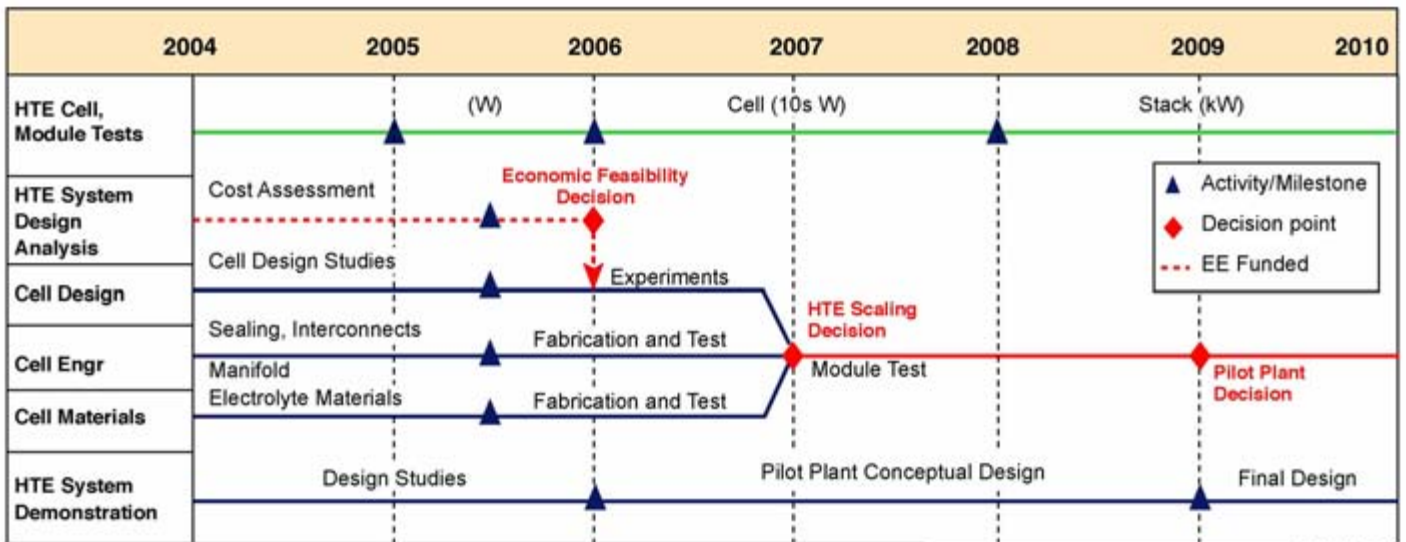 2004 2005 2006 2007 2008 2009 2010
HTE Cell,
Module Tests
(W) Cell (10s W) Stack (kW)
HTE System
Design
Analysis
Cost Assessment
Economic Feasibility
Decision
Activity/Milestone
Decision point
EE Funded
Cell Design
Cell Design Studies
Experiments
HTE Scaling
Decision
Cell Engr
Sealing, Interconnects
Fabrication and Test
Manifold
Module Test
Pilot Plant
Decision
Cell Materials
Electrolyte Materials
Fabrication and Test
HTE System
Demonstration
Design Studies
Pilot Plant Conceptual Design
Final Design